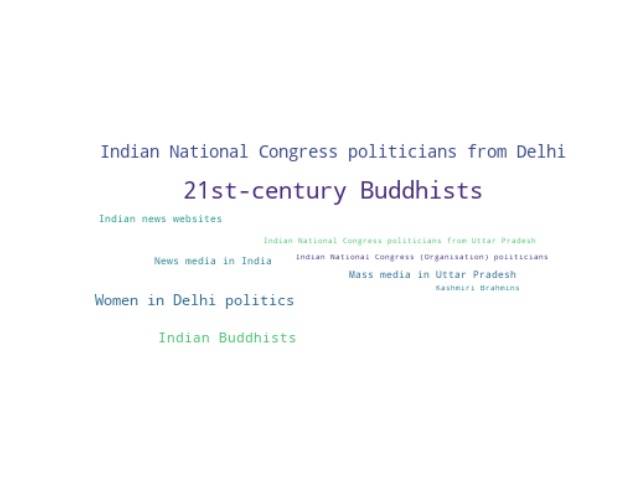 Indian National Congress politicians from Delhi
21st-century Buddhists
Indian news websites
Indian National Congress politicians from Uttar Pradesh
Indian National Congress (Organisation) politicians
News media in India
Mass media in Uttar Pradesh
Kashmiri Brahmins
Women in Delhi politics
Indian Buddhists